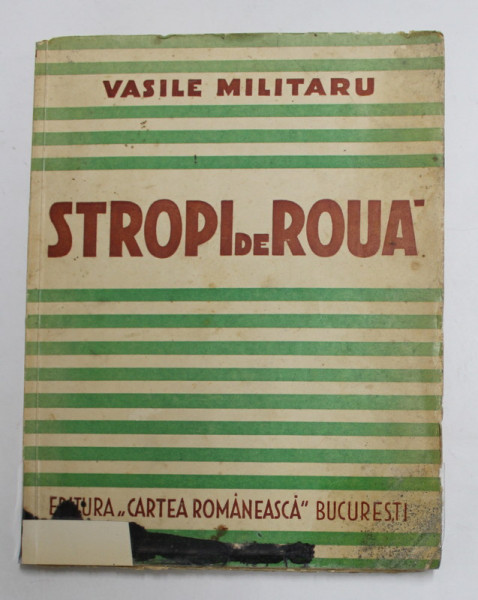 VASILE MILITARU
STROPI DE ROUĂ
EDITURA „CARTEA ROMÂNEASCĂ" BUCUREȘTI